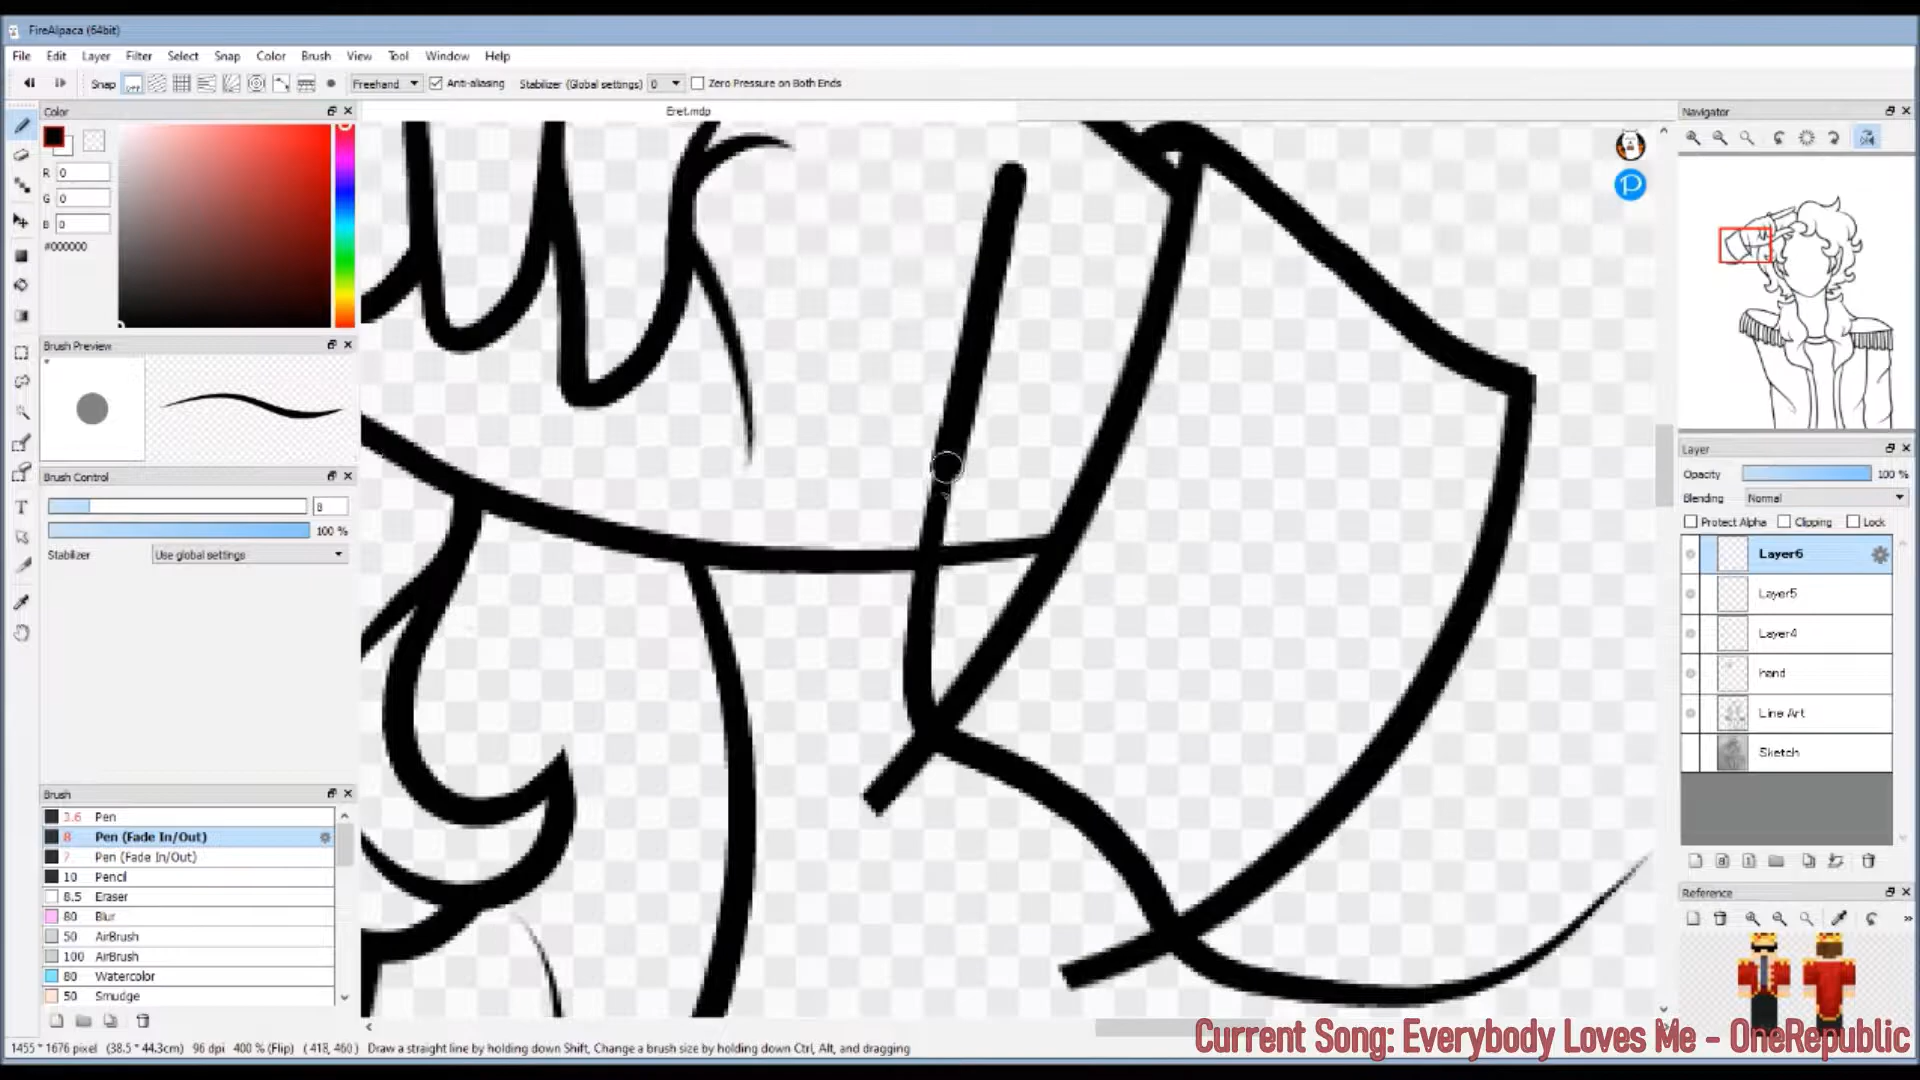 FireAlpaca (64bit)
File Edit Layer Filter Select Snap Color Brush View Tool Window Help
Snap OFF Freehand Anti-aliasing Stabilizer (Global settings) 0 Zero Pressure on Both Ends
Color
Eret.mdp
Navigator
R 0
G 0
B 0
#000000
Brush Preview
Brush Control
8
100 %
Stabilizer Use global settings
Layer
Opacity 100 %
Blending Normal
Protect Alpha Clipping Lock
Layer6
Layer5
Layer4
hand
Line Art
Sketch
Brush
3.6 Pen
8 Pen (Fade In/Out)
7 Pen (Fade In/Out)
10 Pencil
8.5 Eraser
80 Blur
50 AirBrush
100 AirBrush
80 Watercolor
50 Smudge
Reference
1455 * 1676 pixel (38.5 * 44.3cm) 96 dpi 400 % (Flip) ( 418, 460 ) Draw a straight line by holding down Shift, Change a brush size by holding down Ctrl, Alt, and dragging
Current Song: Everybody Loves Me - OneRepublic